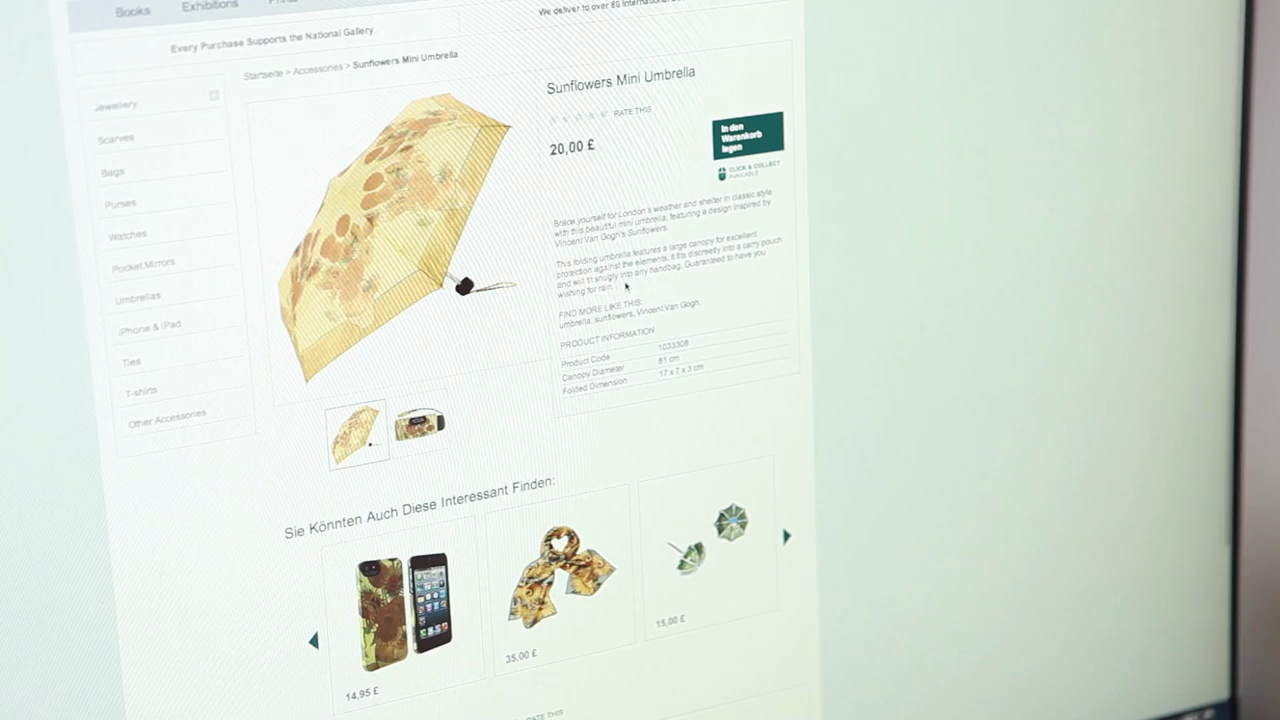 Books
Exhibitions
We deliver to over 80 International
Every Purchase Supports the National Gallery
Startseite > Accessories > Sunflowers Mini Umbrella
Jewellery
Scarves
Bags
Purses
Watches
Pocket Mirrors
Umbrellas
iPhone & iPad
Ties
T-shirts
Other Accessories
Sunflowers Mini Umbrella
RATE THIS
20,00 £
In den
Warenkorb
legen
CLICK & COLLECT
AVAILABLE
Brace yourself for London's weather and shelter in classic style
with this beautiful mini umbrella, featuring a design inspired by
Vincent Van Gogh's Sunflowers.
This folding umbrella features a large canopy for excellent
protection against the elements. It fits discreetly into a carry pouch
and will fit snugly into any handbag. Guaranteed to have you
wishing for rain.
FIND MORE LIKE THIS:
umbrella, sunflowers, Vincent Van Gogh,
PRODUCT INFORMATION
Product Code 1033308
Canopy Diameter 81 cm
Folded Dimension 17 x 7 x 3 cm
Sie Könnten Auch Diese Interessant Finden:
14,95 £
35,00 £
15,00 £
RATE THIS